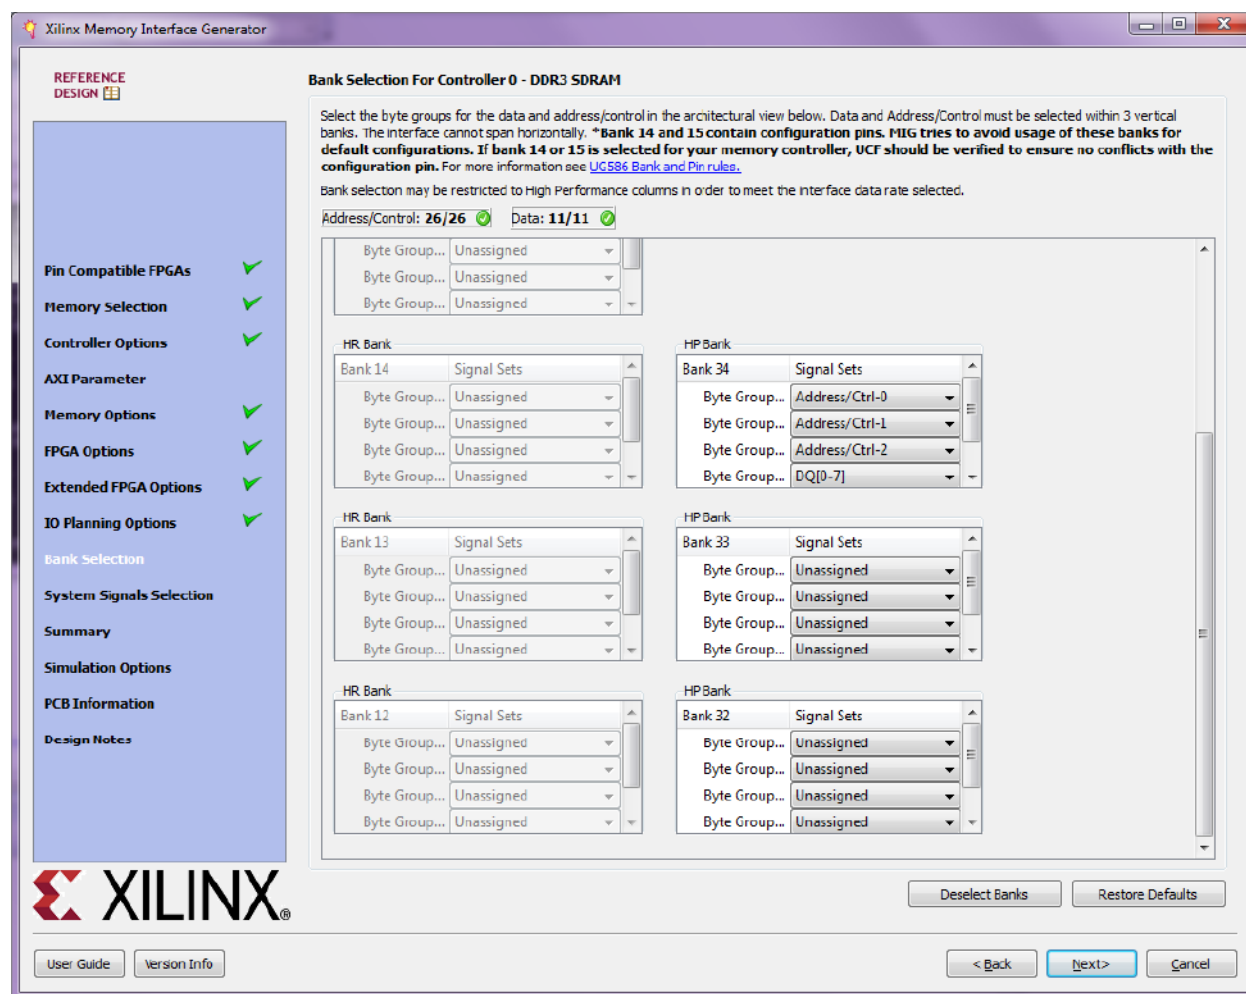 Xilinx Memory Interface Generator
REFERENCE
DESIGN
Pin Compatible FPGAs
Memory Selection
Controller Options
AXI Parameter
Memory Options
FPGA Options
Extended FPGA Options
IO Planning Options
Bank Selection
System Signals Selection
Summary
Simulation Options
PCB Information
Design Notes
XILINX®
Bank Selection For Controller 0 - DDR3 SDRAM
Select the byte groups for the data and address/control in the architectural view below. Data and Address/Control must be selected within 3 vertical
banks. The interface cannot span horizontally. *Bank 14 and 15 contain configuration pins. MIG tries to avoid usage of these banks for
default configurations. If bank 14 or 15 is selected for your memory controller, UCF should be verified to ensure no conflicts with the
configuration pin. For more information see UG586 Bank and Pin rules.
Bank selection may be restricted to High Performance columns in order to meet the interface data rate selected.
Address/Control: 26/26 Data: 11/11
Byte Group... Unassigned
Byte Group... Unassigned
Byte Group... Unassigned
HR Bank
Bank 14 Signal Sets
Byte Group... Unassigned
Byte Group... Unassigned
Byte Group... Unassigned
Byte Group... Unassigned
HP Bank
Bank 34 Signal Sets
Byte Group... Address/Ctrl-0
Byte Group... Address/Ctrl-1
Byte Group... Address/Ctrl-2
Byte Group... DQ[0-7]
HR Bank
Bank 13 Signal Sets
Byte Group... Unassigned
Byte Group... Unassigned
Byte Group... Unassigned
Byte Group... Unassigned
HP Bank
Bank 33 Signal Sets
Byte Group... Unassigned
Byte Group... Unassigned
Byte Group... Unassigned
Byte Group... Unassigned
HR Bank
Bank 12 Signal Sets
Byte Group... Unassigned
Byte Group... Unassigned
Byte Group... Unassigned
Byte Group... Unassigned
HP Bank
Bank 32 Signal Sets
Byte Group... Unassigned
Byte Group... Unassigned
Byte Group... Unassigned
Byte Group... Unassigned
Deselect Banks Restore Defaults
User Guide Version Info < Back Next> Cancel